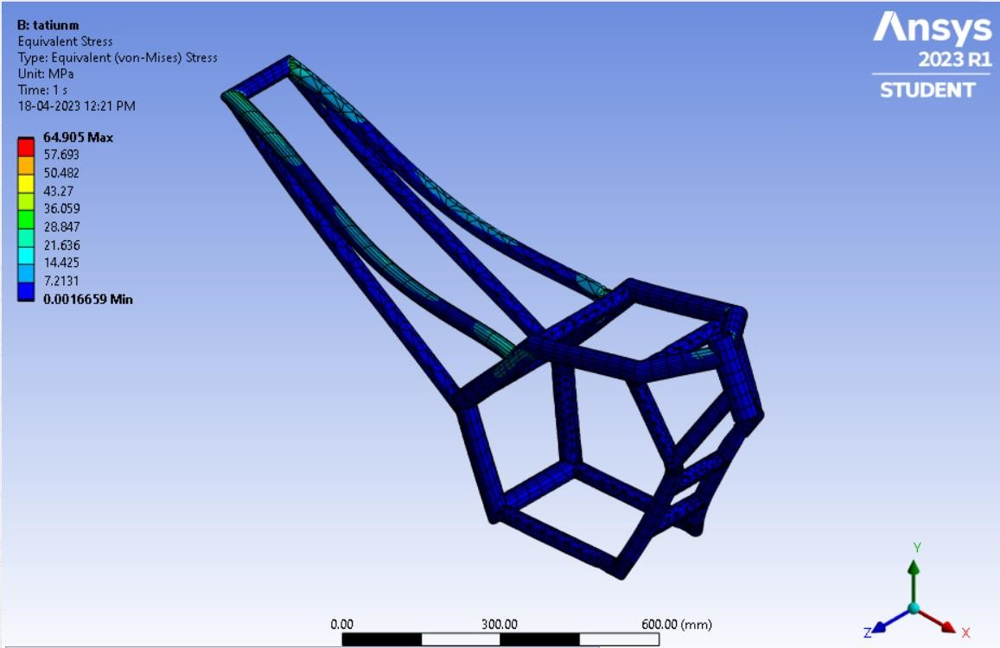 B: tatiunm
Equivalent Stress
Type: Equivalent (von-Mises) Stress
Unit: MPa
Time: 1 s
18-04-2023 12:21 PM
64.905 Max
57.693
50.482
43.27
36.059
28.847
21.636
14.425
7.2131
0.0016659 Min
Ansys
2023 R1
STUDENT
0.00 300.00 600.00 (mm)
Y
Z
X